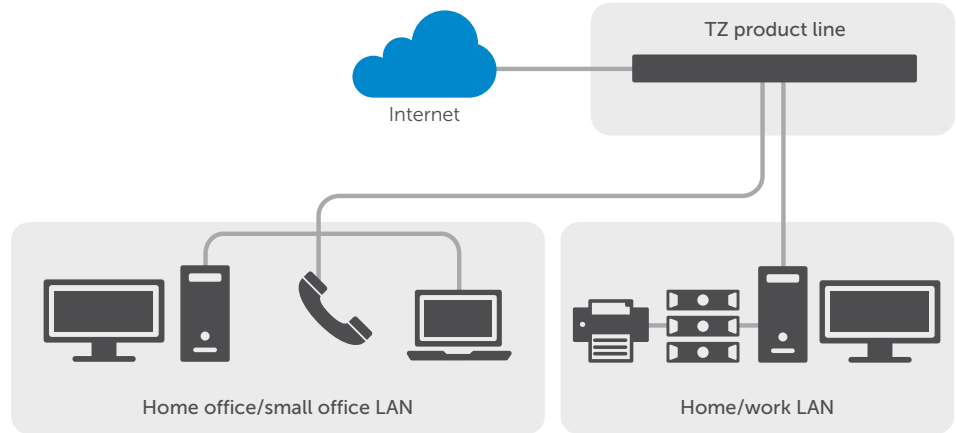 TZ product line
Internet
Home office/small office LAN
Home/work LAN